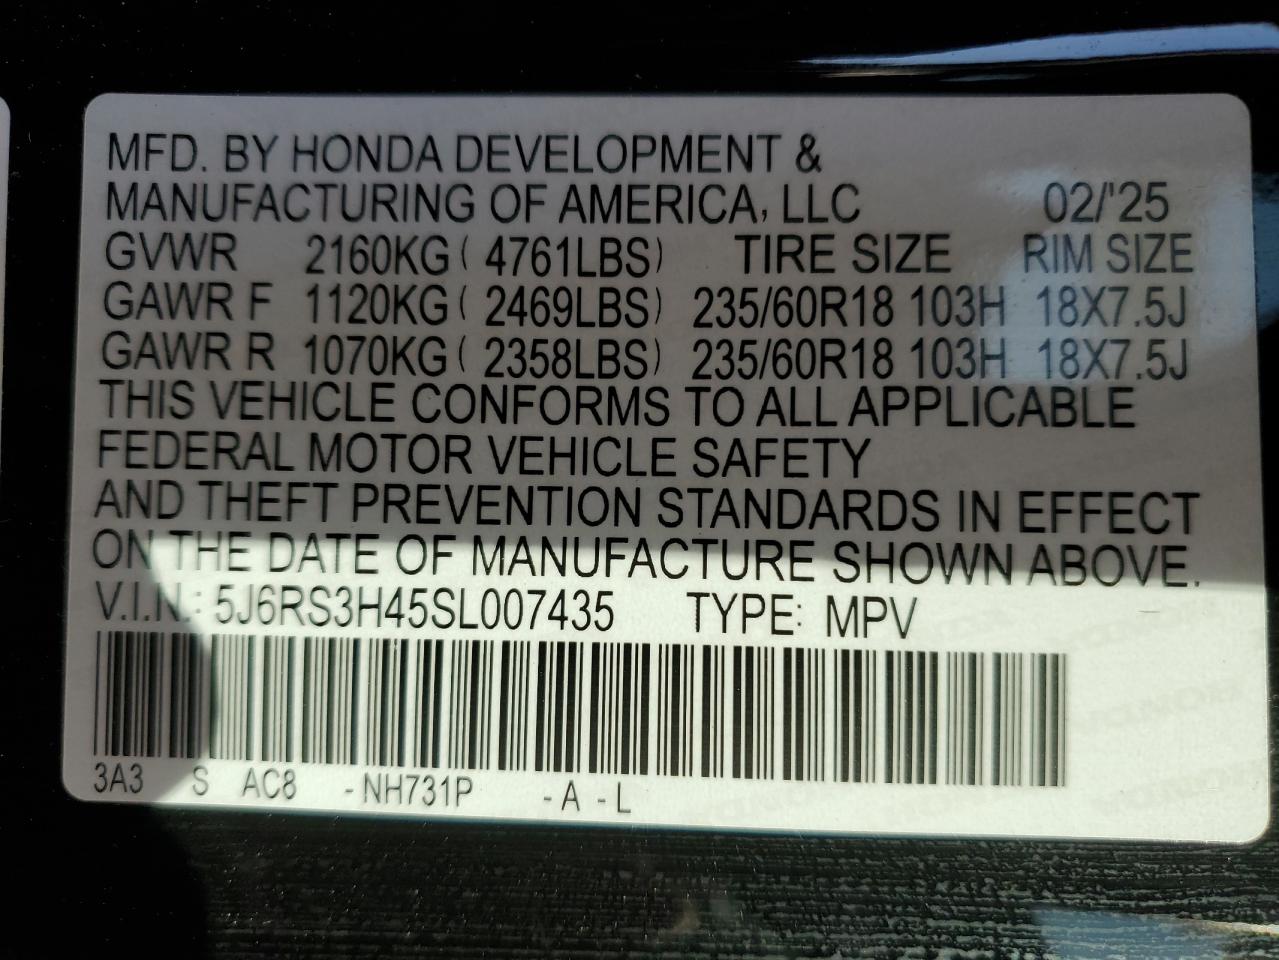 MFD. BY HONDA DEVELOPMENT &
MANUFACTURING OF AMERICA, LLC 02/'25
GVWR 2160KG ( 4761LBS) TIRE SIZE RIM SIZE
GAWR F 1120KG ( 2469LBS) 235/60R18 103H 18X7.5J
GAWR R 1070KG ( 2358LBS) 235/60R18 103H 18X7.5J
THIS VEHICLE CONFORMS TO ALL APPLICABLE
FEDERAL MOTOR VEHICLE SAFETY
AND THEFT PREVENTION STANDARDS IN EFFECT
ON THE DATE OF MANUFACTURE SHOWN ABOVE.
V.I.N.: 5J6RS3H45SL007435 TYPE: MPV
3A3 S AC8 - NH731P - A - L